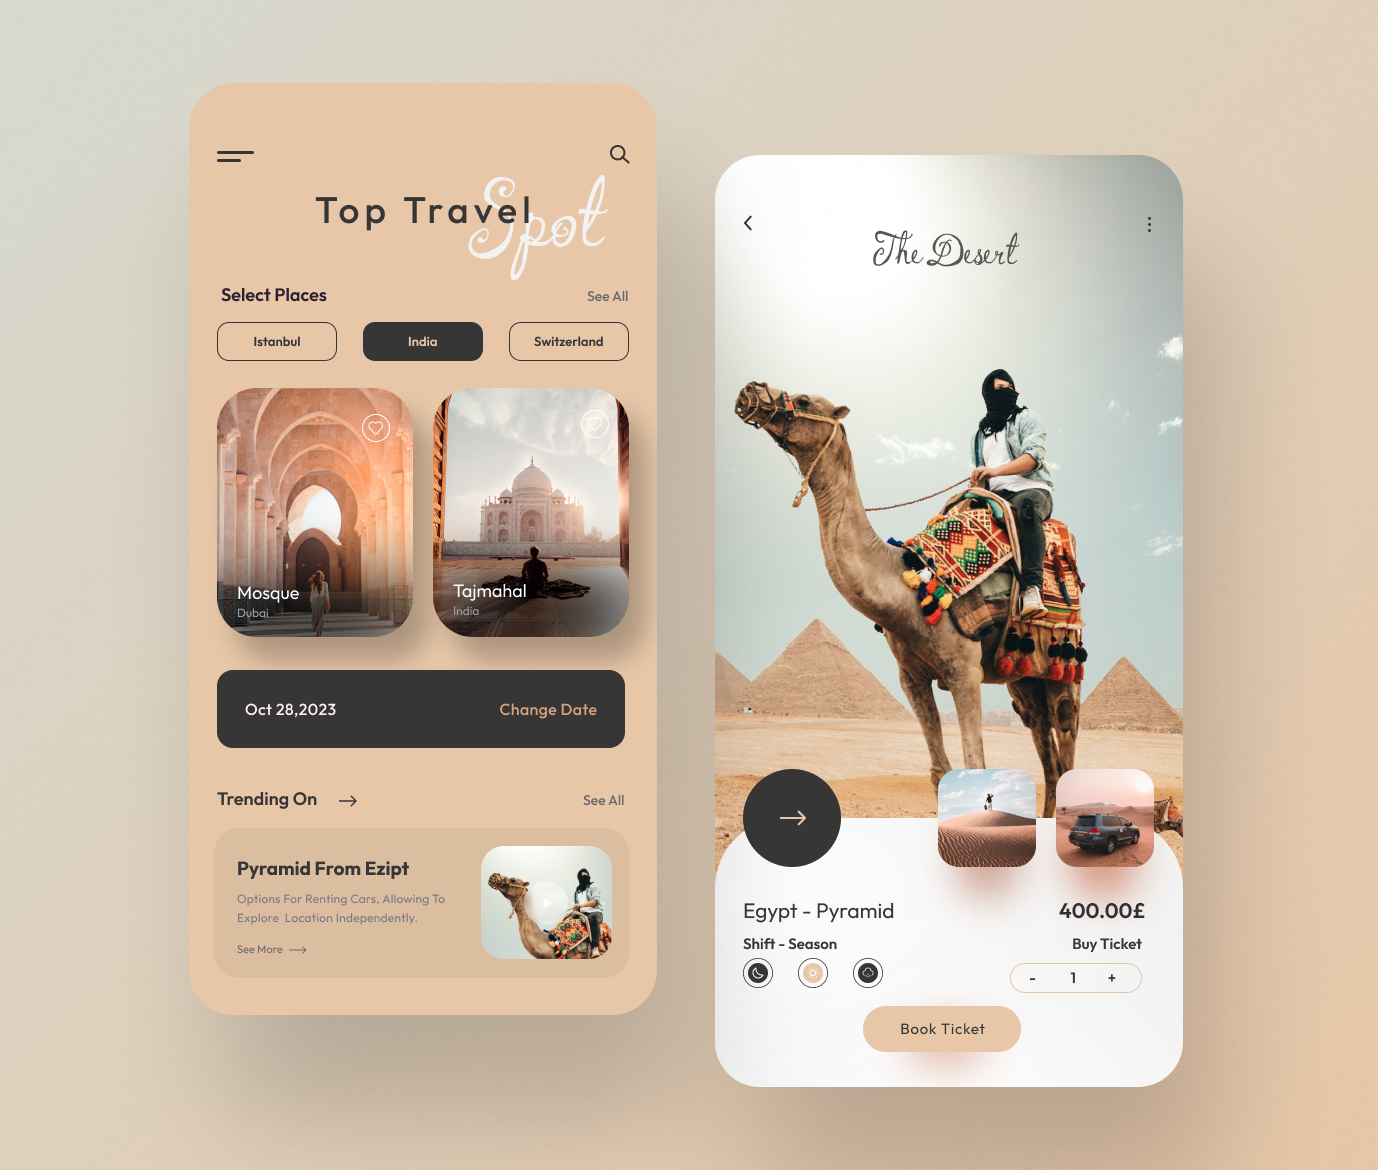 Top Travel
Spot
Select Places
See All
Istanbul
India
Switzerland
Mosque
Dubai
Tajmahal
India
Oct 28,2023
Change Date
Trending On
See All
Pyramid From Ezipt
Options For Renting Cars, Allowing To
Explore Location Independently.
See More
The Desert
Egypt - Pyramid
400.00£
Shift - Season
Buy Ticket
- 1 +
Book Ticket